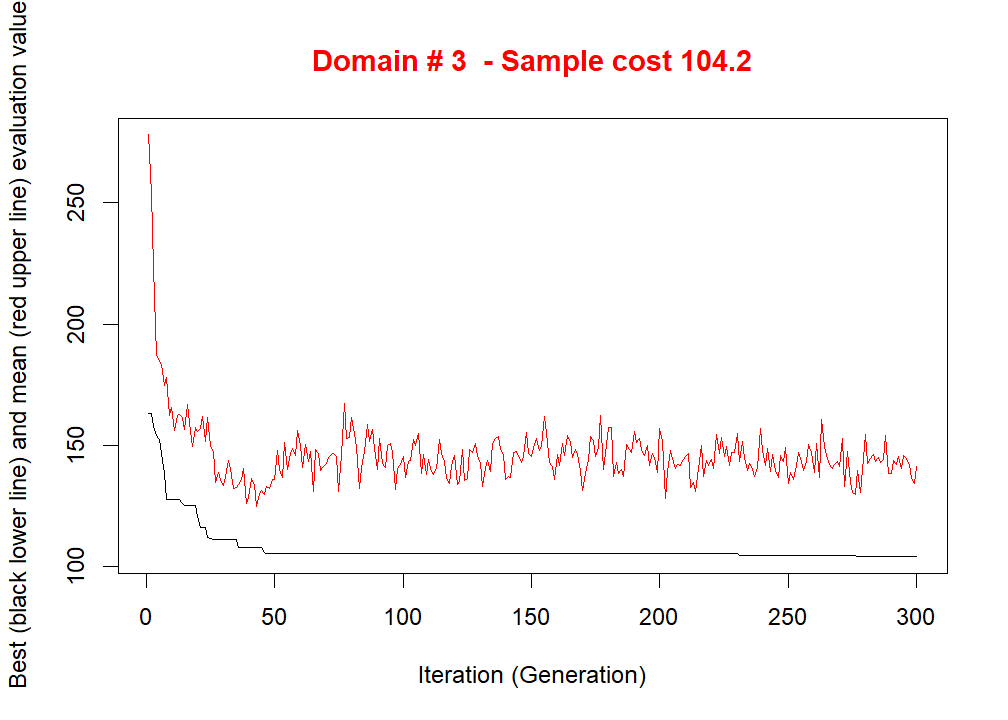 Domain # 3  - Sample cost 104.2
Best (black lower line) and mean (red upper line) evaluation value
250
200
150
100
0 50 100 150 200 250 300
Iteration (Generation)